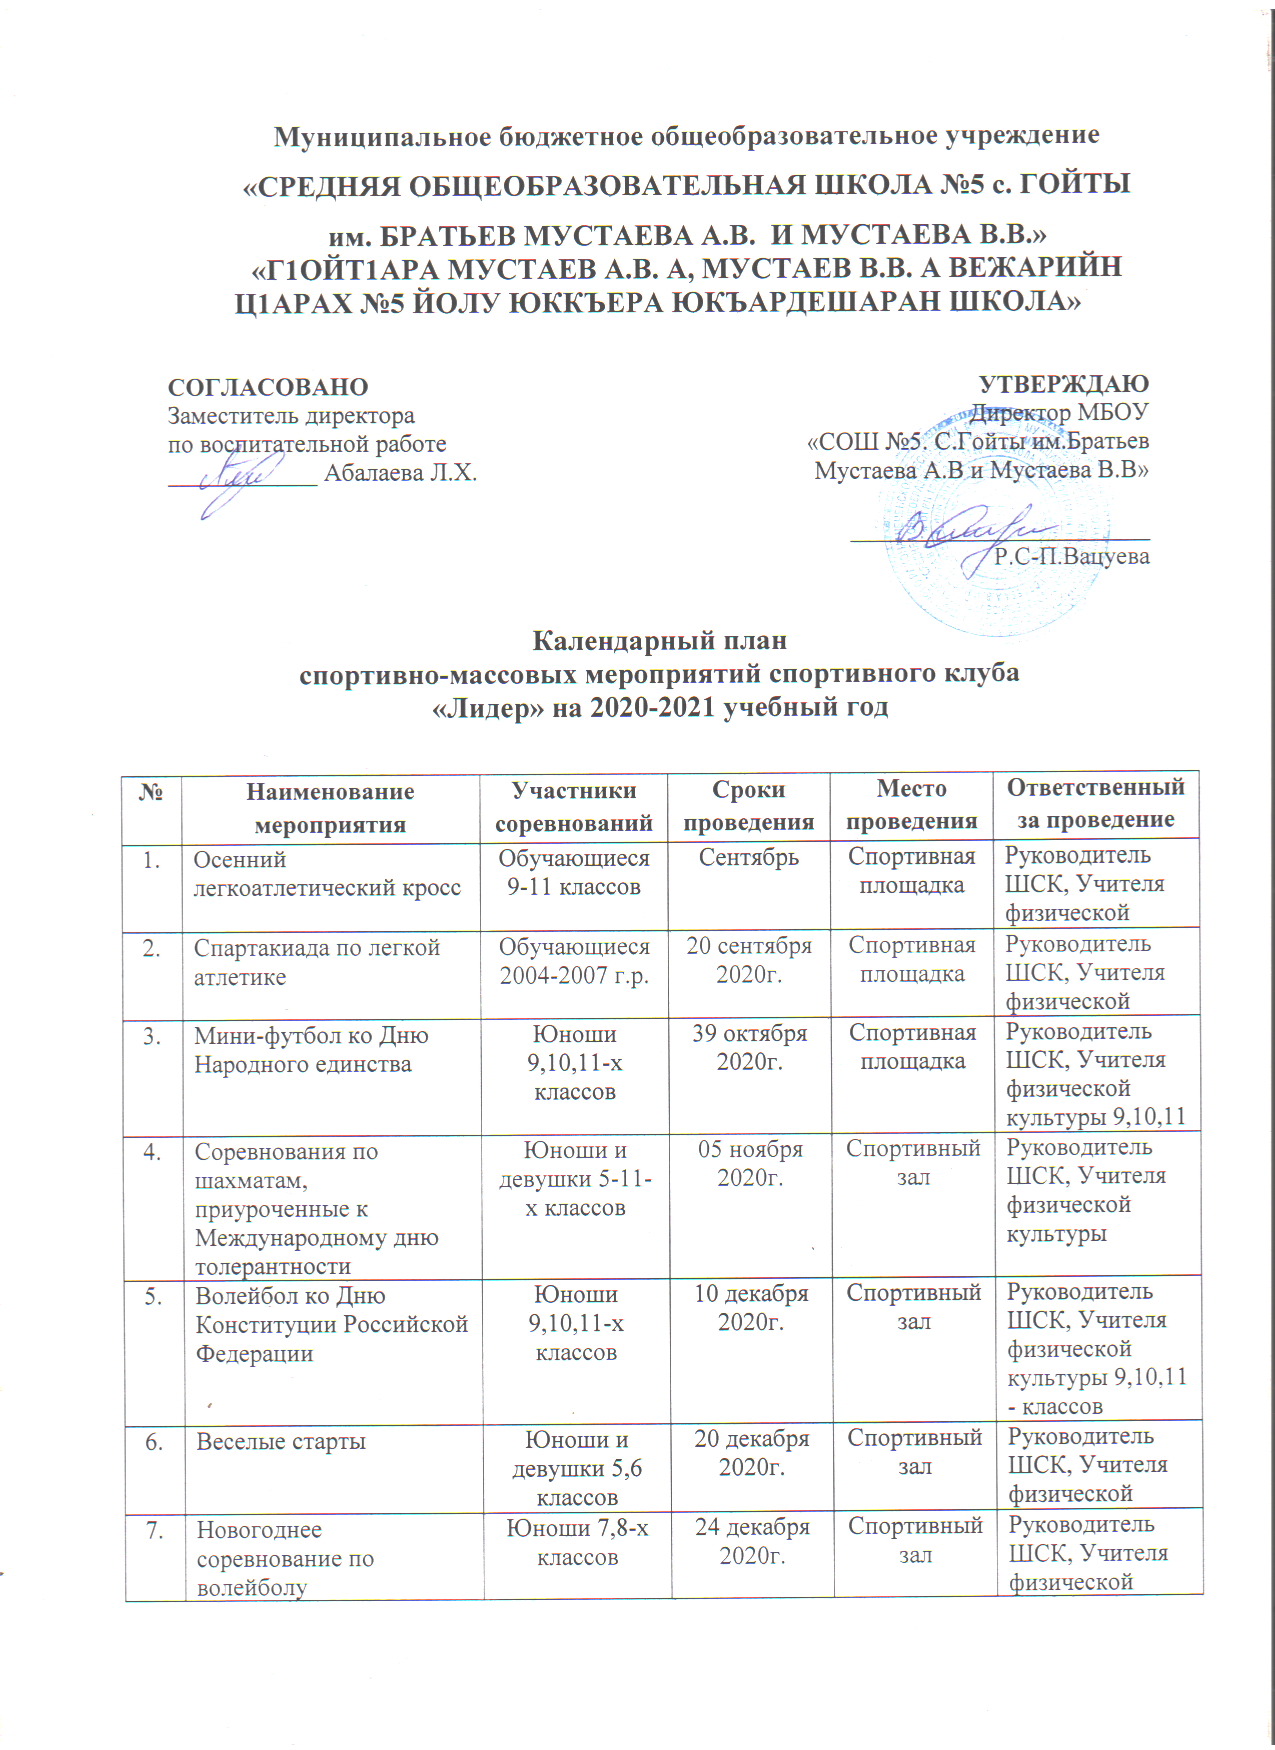 Муниципальное бюджетное общеобразовательное учреждение
«СРЕДНЯЯ ОБЩЕОБРАЗОВАТЕЛЬНАЯ ШКОЛА №5 с. ГОЙТЫ
им. БРАТЬЕВ МУСТАЕВА А.В. И МУСТАЕВА В.В.»
«Г1ОЙТ1АРА МУСТАЕВ А.В. А, МУСТАЕВ В.В. А ВЕЖАРИЙН
Ц1АРАХ №5 ЙОЛУ ЮККЪЕРА ЮКЪАРДЕШАРАН ШКОЛА»
СОГЛАСОВАНО
Заместитель директора
по воспитательной работе
Абалаева Л.Х.
УТВЕРЖДАЮ
Директор МБОУ
«СОШ №5. С.Гойты им.Братьев
Мустаева А.В и Мустаева В.В»
Р.С-П.Вацуева
Календарный план
спортивно-массовых мероприятий спортивного клуба
«Лидер» на 2020-2021 учебный год
№ Наименование мероприятия Участники соревнований Сроки проведения Место проведения Ответственный за проведение
1. Осенний легкоатлетический кросс Обучающиеся 9-11 классов Сентябрь Спортивная площадка Руководитель ШСК, Учителя физической
2. Спартакиада по легкой атлетике Обучающиеся 2004-2007 г.р. 20 сентября 2020г. Спортивная площадка Руководитель ШСК, Учителя физической
3. Мини-футбол ко Дню Народного единства Юноши 9,10,11-х классов 39 октября 2020г. Спортивная площадка Руководитель ШСК, Учителя физической культуры 9,10,11
4. Соревнования по шахматам, приуроченные к Международному дню толерантности Юноши и девушки 5-11-х классов 05 ноября 2020г. Спортивный зал Руководитель ШСК, Учителя физической культуры
5. Волейбол ко Дню Конституции Российской Федерации Юноши 9,10,11-х классов 10 декабря 2020г. Спортивный зал Руководитель ШСК, Учителя физической культуры 9,10,11 - классов
6. Веселые старты Юноши и девушки 5,6 классов 20 декабря 2020г. Спортивный зал Руководитель ШСК, Учителя физической
7. Новогоднее соревнование по волейболу Юноши 7,8-х классов 24 декабря 2020г. Спортивный зал Руководитель ШСК, Учителя физической